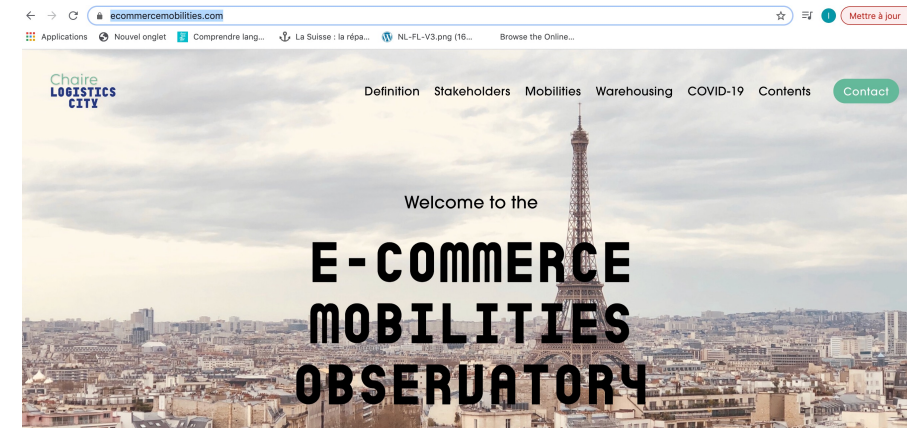 ecommercemobilities.com
Mettre à jour
Applications Nouvel onglet Comprendre lang... La Suisse : la répa... NL-FL-V3.png (16... Browse the Online...
Chaire
LOGISTICS
CITY
Definition Stakeholders Mobilities Warehousing COVID-19 Contents Contact
Welcome to the
E-COMMERCE
MOBILITIES
OBSERVATORY